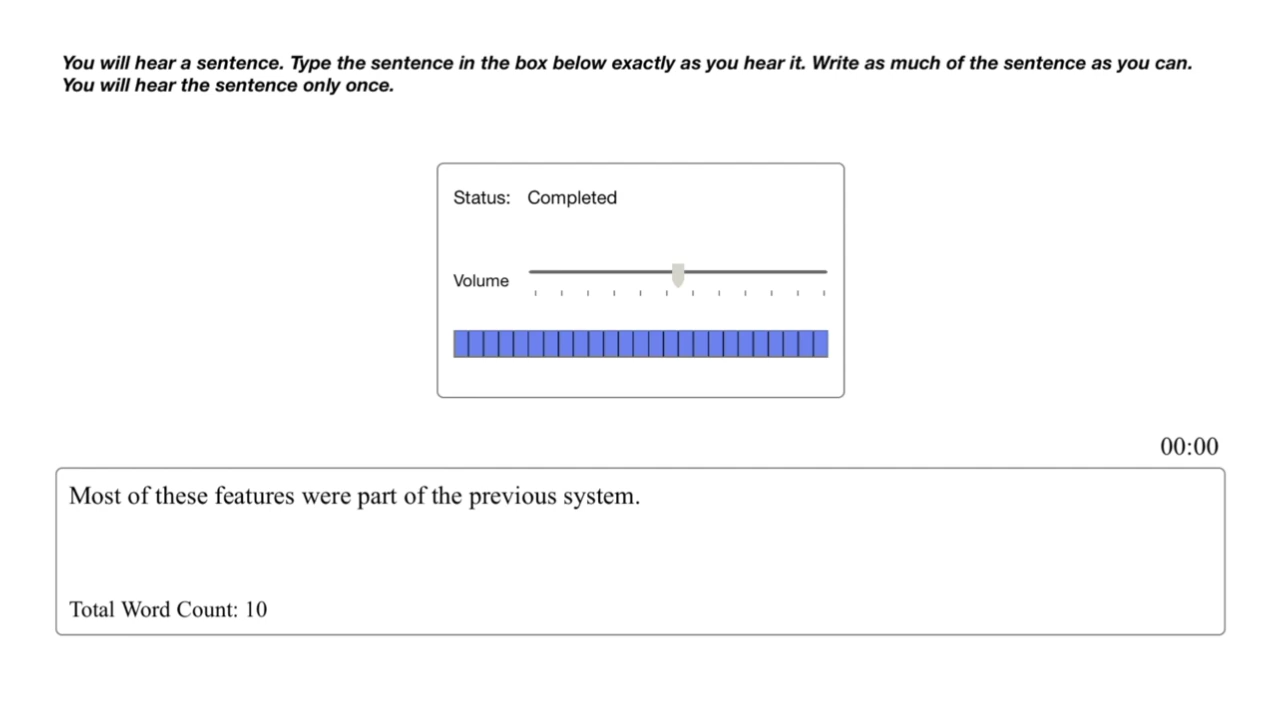 You will hear a sentence. Type the sentence in the box below exactly as you hear it. Write as much of the sentence as you can.
You will hear the sentence only once.
Status: Completed
Volume
00:00
Most of these features were part of the previous system.
Total Word Count: 10